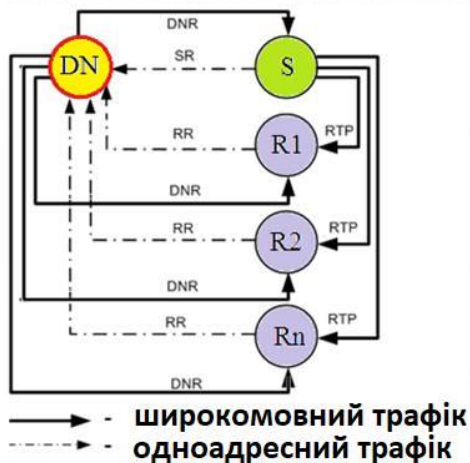 DNR
DN
SR
S
RR
R1
RTP
DNR
RR
R2
RTP
DNR
RR
Rn
RTP
DNR
- широкомовний трафік
- одноадресний трафік